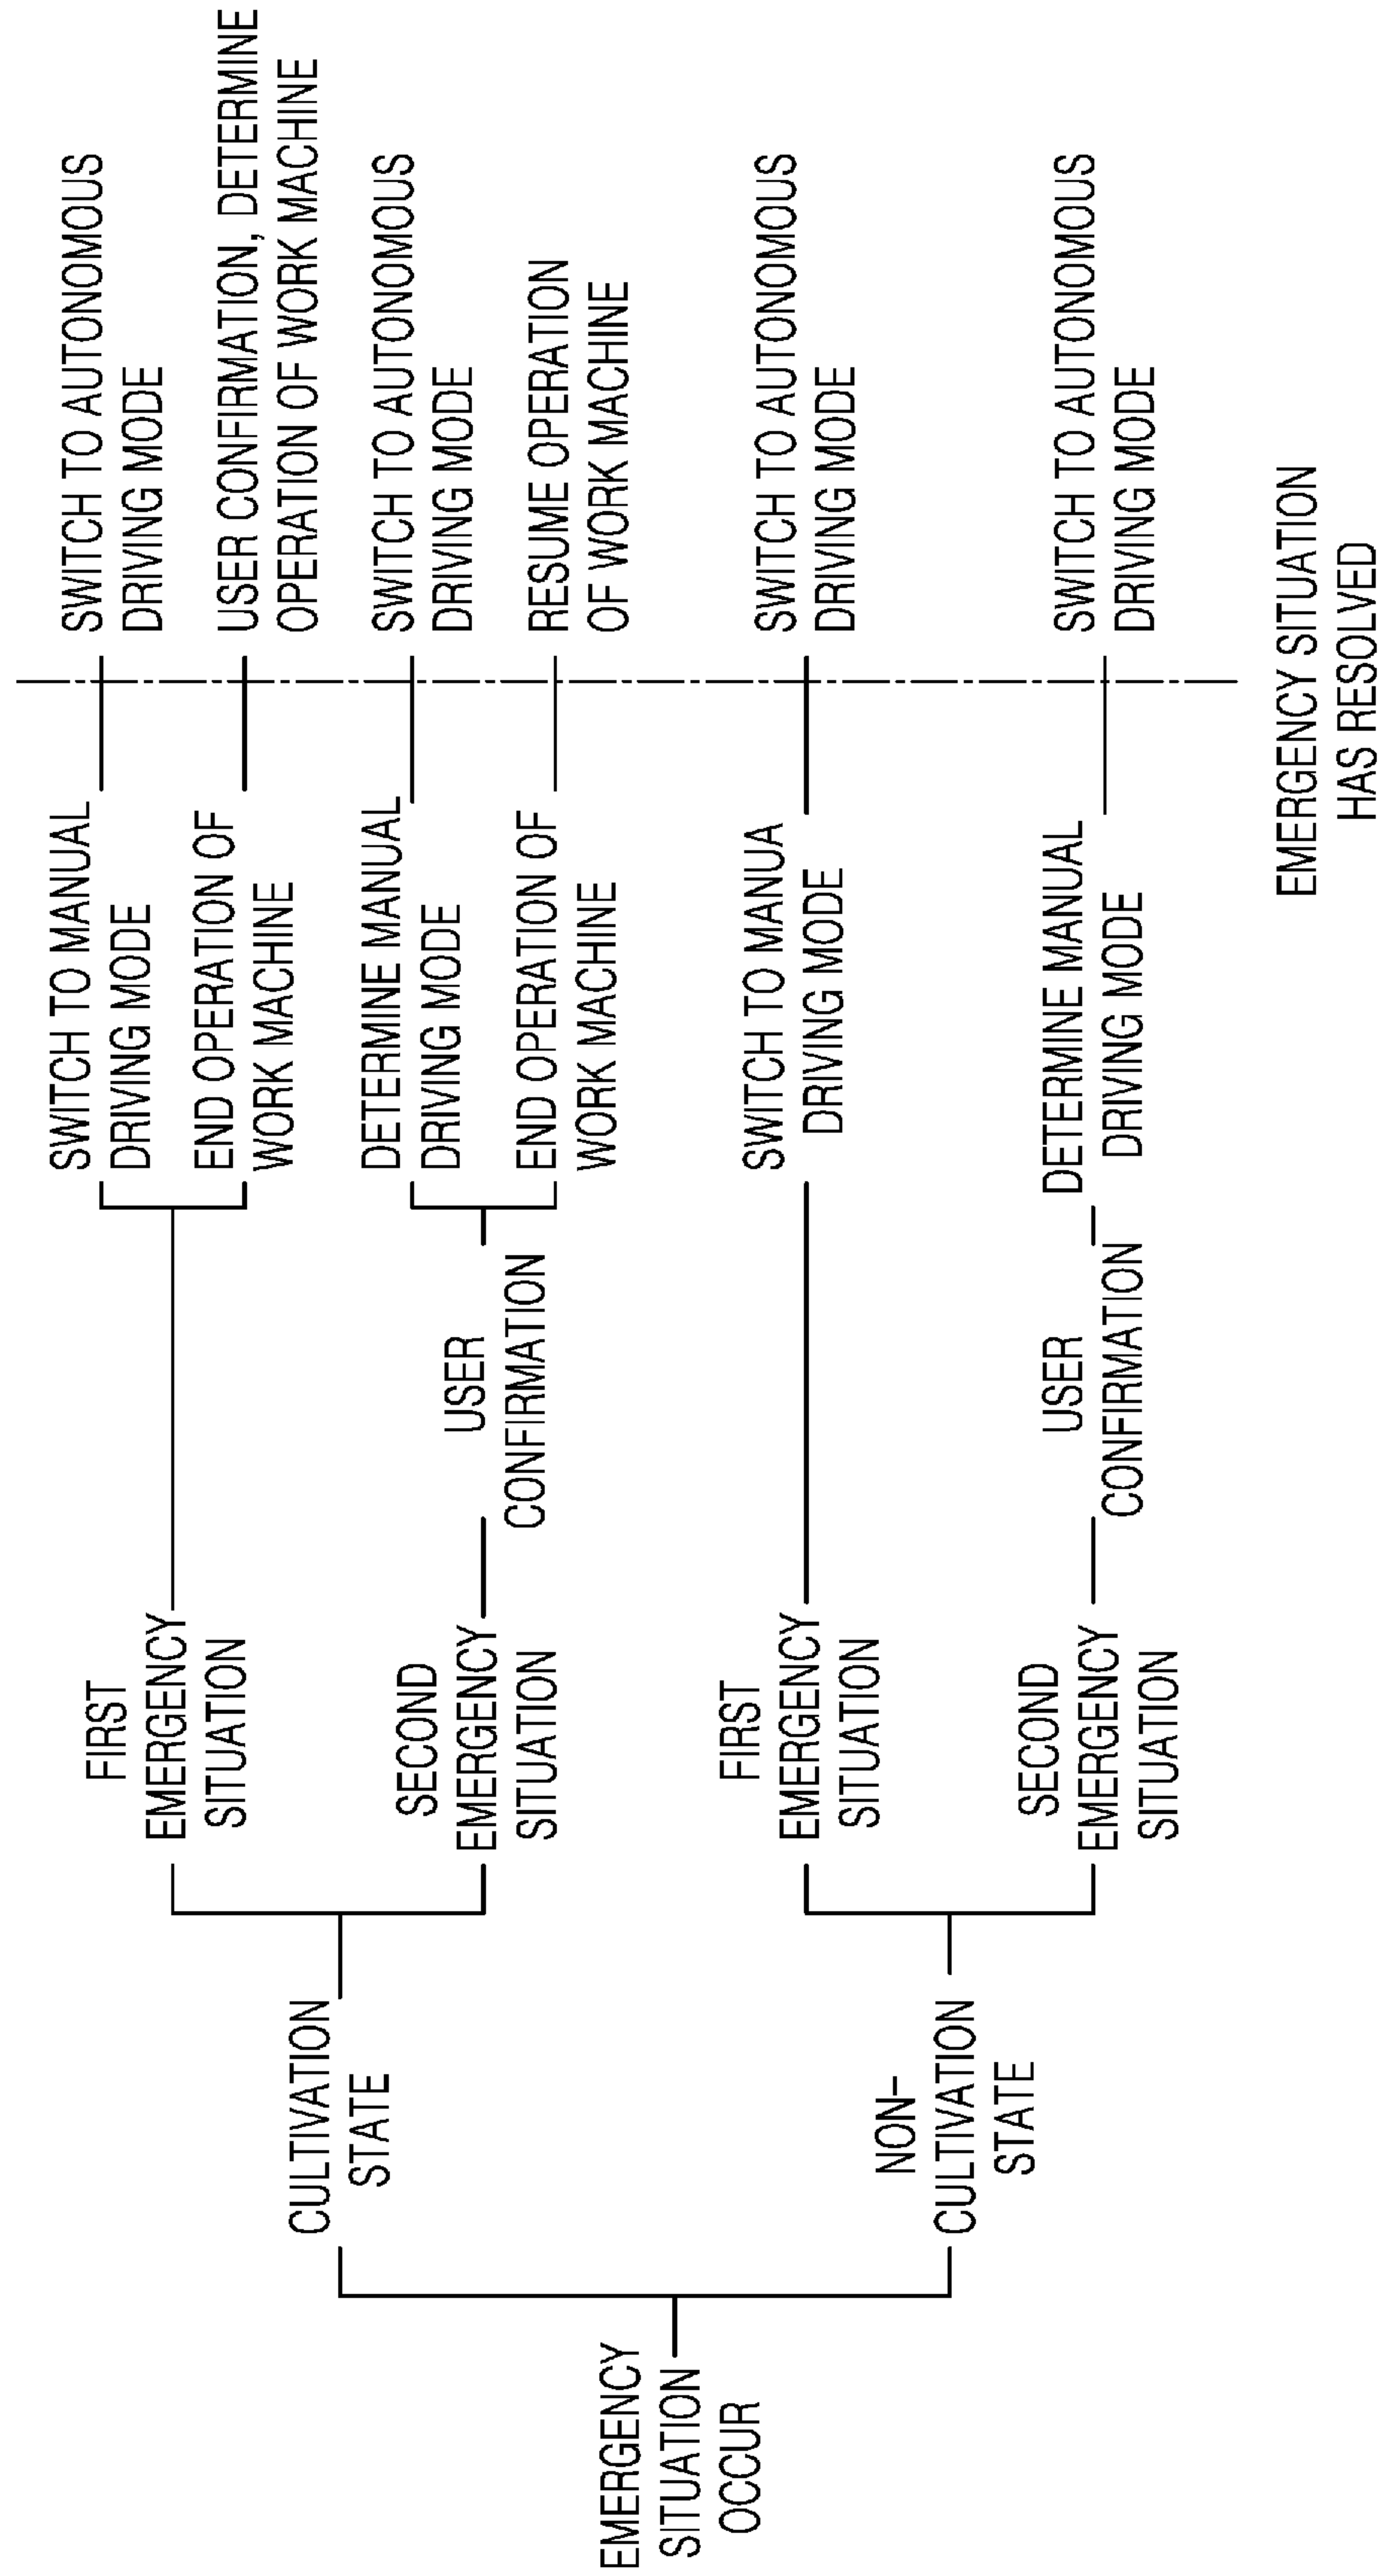 EMERGENCY
SITUATION
OCCUR
CULTIVATION
STATE
FIRST
EMERGENCY
SITUATION
SWITCH TO MANUAL
DRIVING MODE
SWITCH TO AUTONOMOUS
DRIVING MODE
END OPERATION OF
WORK MACHINE
USER CONFIRMATION, DETERMINE
OPERATION OF WORK MACHINE
SECOND
EMERGENCY
SITUATION
USER
CONFIRMATION
DETERMINE MANUAL
DRIVING MODE
SWITCH TO AUTONOMOUS
DRIVING MODE
END OPERATION OF
WORK MACHINE
RESUME OPERATION
OF WORK MACHINE
NON-
CULTIVATION
STATE
FIRST
EMERGENCY
SITUATION
SWITCH TO MANUA
DRIVING MODE
SWITCH TO AUTONOMOUS
DRIVING MODE
SECOND
EMERGENCY
SITUATION
USER
CONFIRMATION
DETERMINE MANUAL
DRIVING MODE
SWITCH TO AUTONOMOUS
DRIVING MODE
EMERGENCY SITUATION
HAS RESOLVED